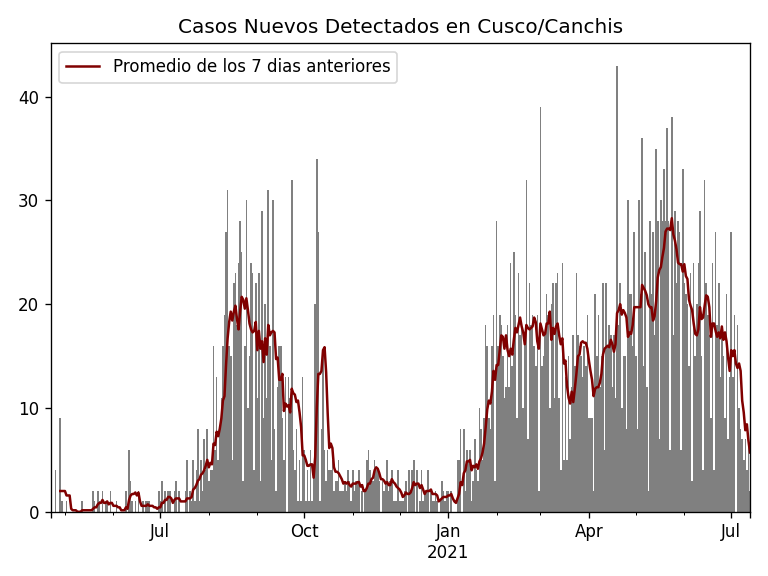 Casos Nuevos Detectados en Cusco/Canchis
Promedio de los 7 dias anteriores
40
30
20
10
0
Jul
Oct
Jan
2021
Apr
Jul